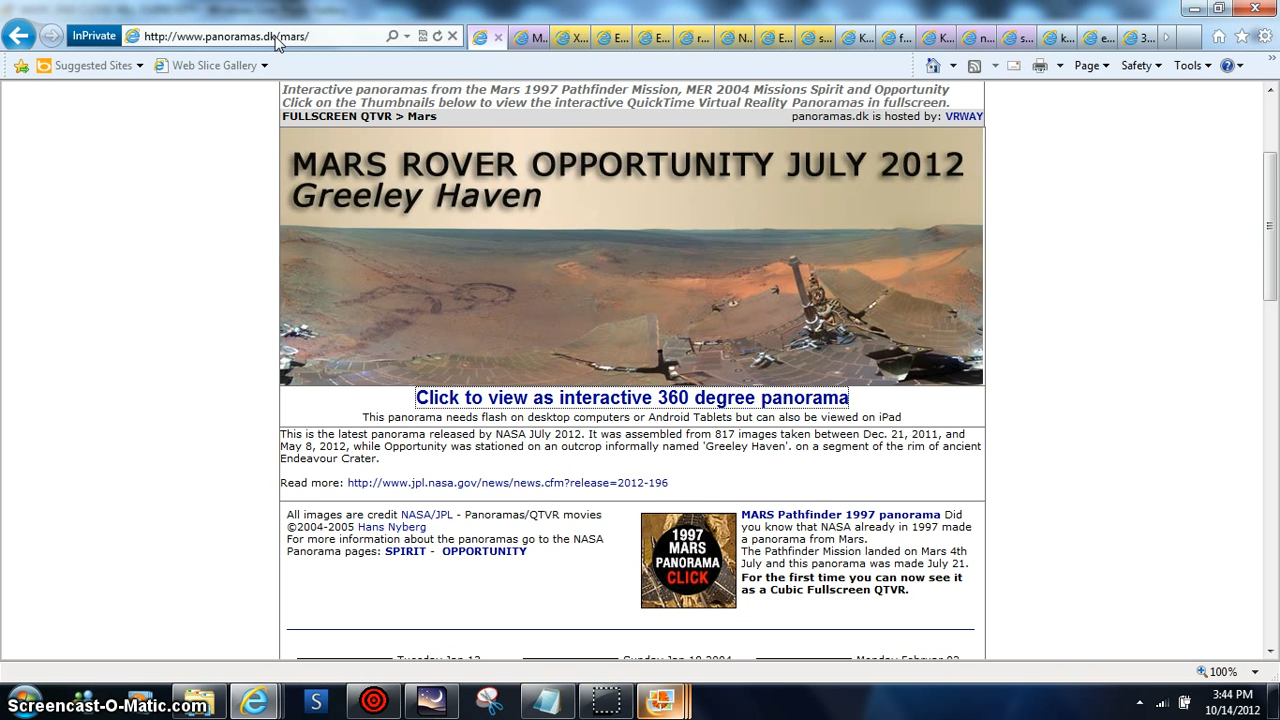 InPrivate
http://www.panoramas.dk/mars/
M...
X...
E...
E...
r...
N...
E...
s...
K...
f...
K...
n...
s...
k...
e...
3...
Suggested Sites
Web Slice Gallery
Page
Safety
Tools
Interactive panoramas from the Mars 1997 Pathfinder Mission, MER 2004 Missions Spirit and Opportunity
Click on the Thumbnails below to view the interactive QuickTime Virtual Reality Panoramas in fullscreen.
FULLSCREEN QTVR > Mars
panoramas.dk is hosted by: VRWAY
MARS ROVER OPPORTUNITY JULY 2012
Greeley Haven
Click to view as interactive 360 degree panorama
This panorama needs flash on desktop computers or Android Tablets but can also be viewed on iPad
This is the latest panorama released by NASA July 2012. It was assembled from 817 images taken between Dec. 21, 2011, and
May 8, 2012, while Opportunity was stationed on an outcrop informally named 'Greeley Haven'. on a segment of the rim of ancient
Endeavour Crater.
Read more: http://www.jpl.nasa.gov/news/news.cfm?release=2012-196
All images are credit NASA/JPL - Panoramas/QTVR movies
©2004-2005 Hans Nyberg
For more information about the panoramas go to the NASA
Panorama pages: SPIRIT - OPPORTUNITY
1997
MARS
PANORAMA
CLICK
MARS Pathfinder 1997 panorama Did
you know that NASA already in 1997 made
a panorama from Mars.
The Pathfinder Mission landed on Mars 4th
July and this panorama was made July 21.
For the first time you can now see it
as a Cubic Fullscreen QTVR.
Tuesday Jan 13
Sunday Jan 18 2004
Monday Februar 02
100%
Screencast-O-Matic.com
3:44 PM
10/14/2012